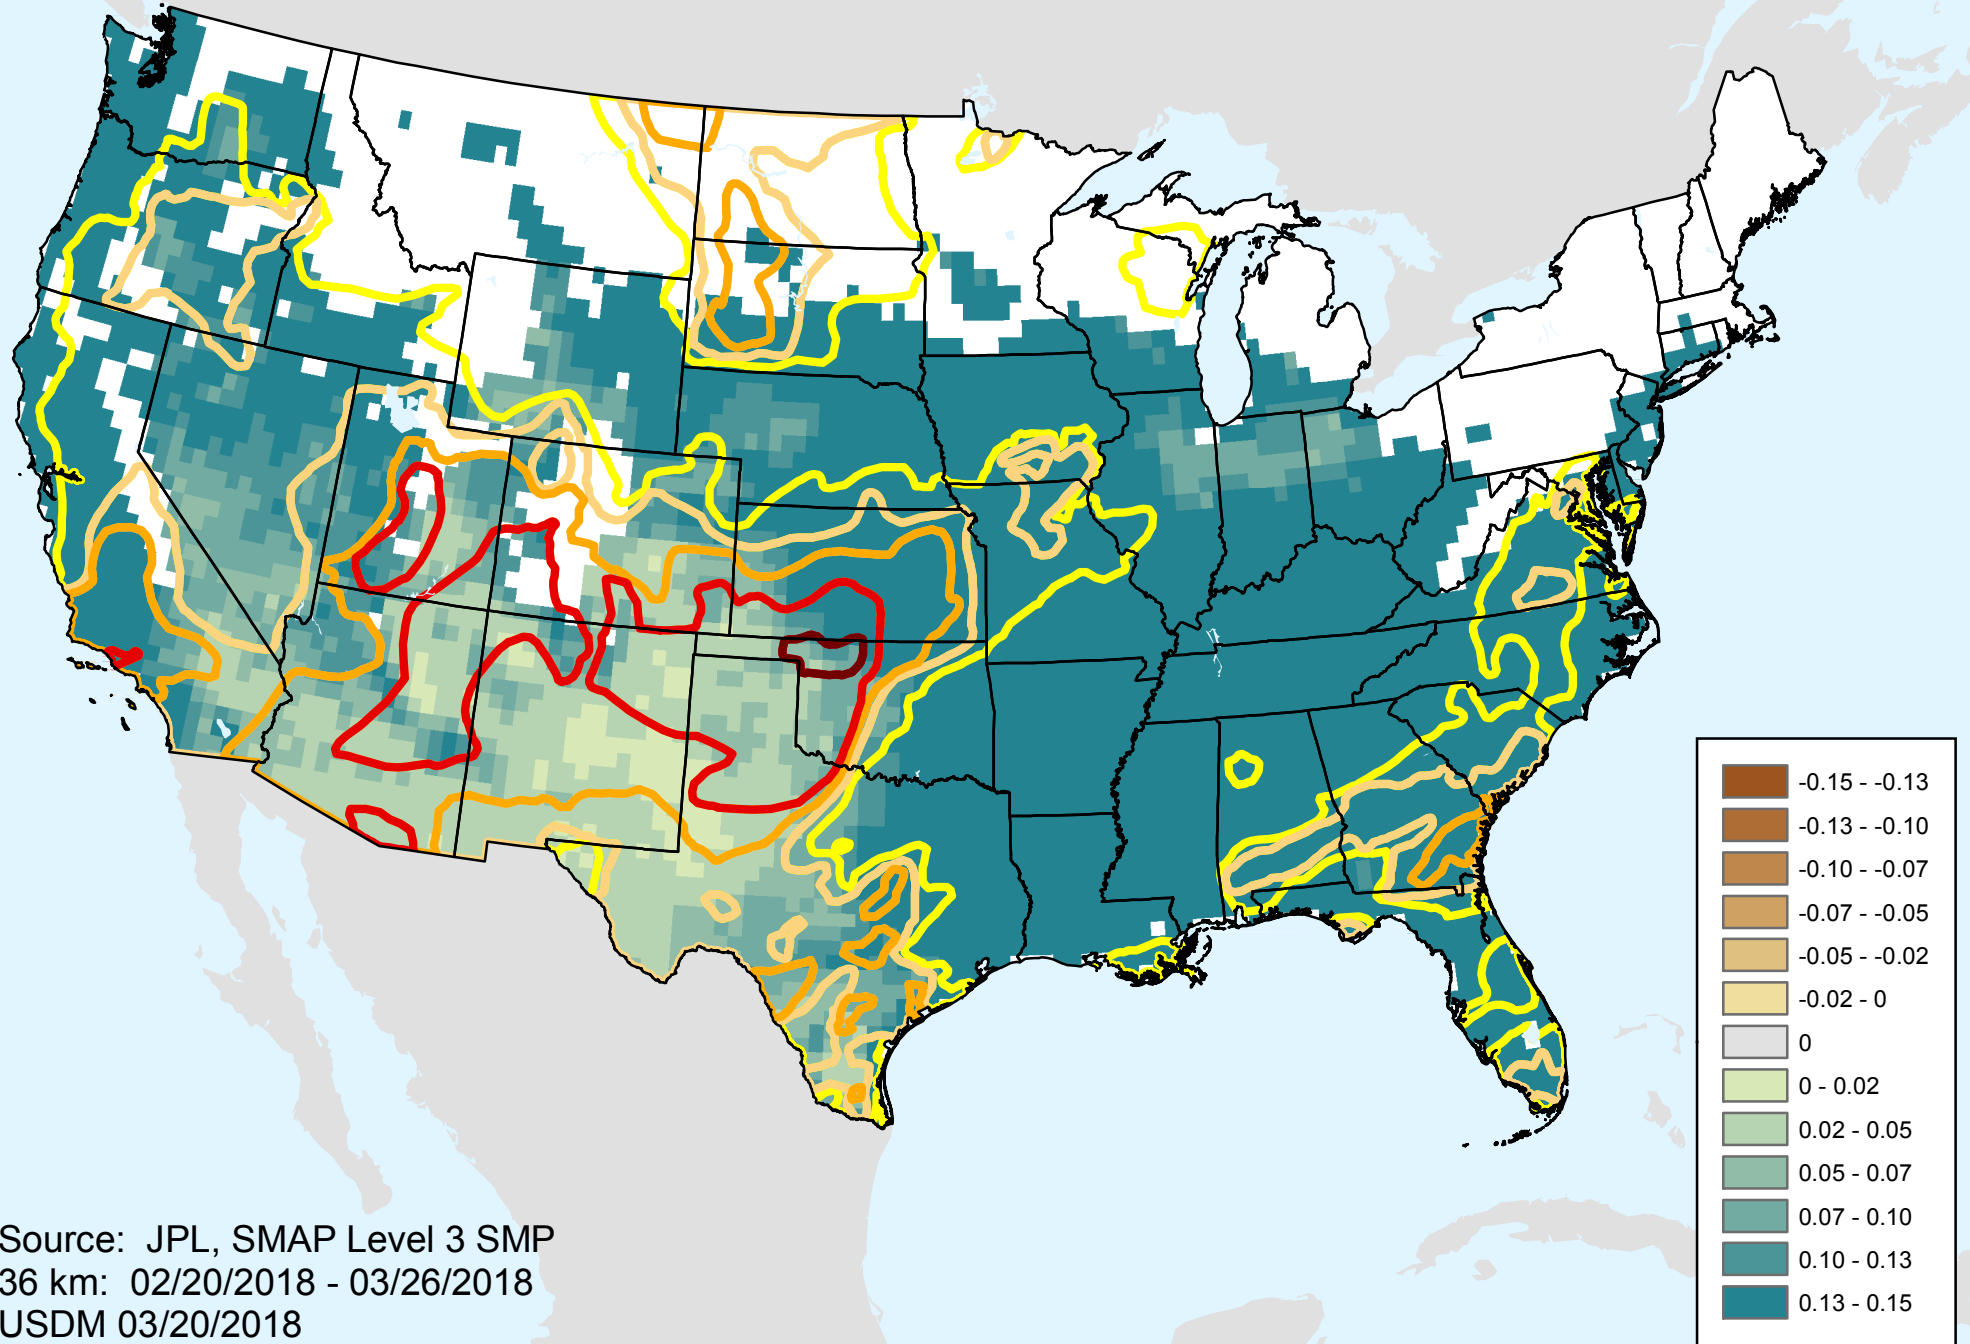 -0.15 - -0.13
-0.13 - -0.10
-0.10 - -0.07
-0.07 - -0.05
-0.05 - -0.02
-0.02 - 0
0
0 - 0.02
0.02 - 0.05
0.05 - 0.07
0.07 - 0.10
0.10 - 0.13
0.13 - 0.15
Source: JPL, SMAP Level 3 SMP
36 km: 02/20/2018 - 03/26/2018
USDM 03/20/2018